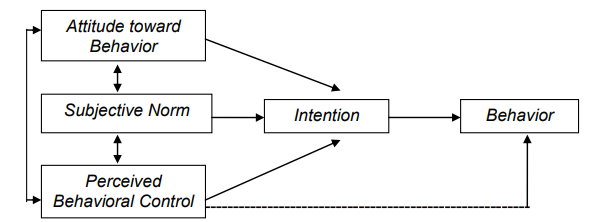 Attitude toward
Behavior
Subjective Norm
Intention
Behavior
Perceived
Behavioral Control